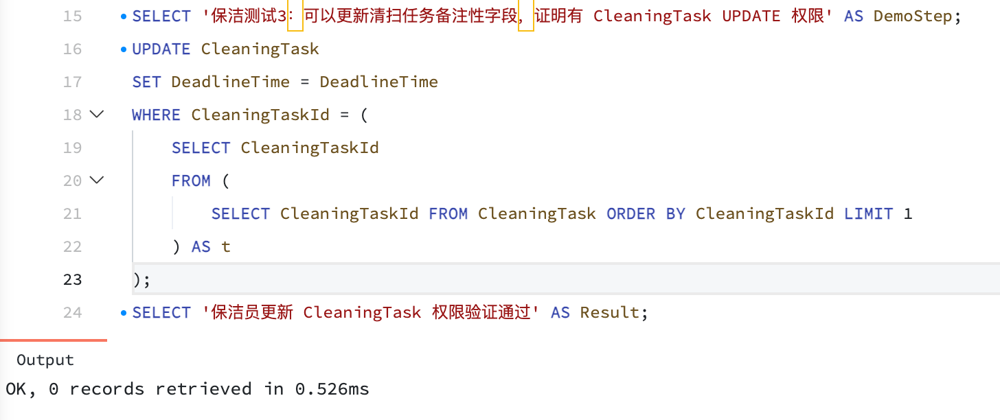 15 SELECT '保洁测试3：可以更新清扫任务备注性字段，证明有 CleaningTask UPDATE 权限' AS DemoStep;
16 UPDATE CleaningTask
17 SET DeadlineTime = DeadlineTime
18 WHERE CleaningTaskId = (
19 SELECT CleaningTaskId
20 FROM (
21 SELECT CleaningTaskId FROM CleaningTask ORDER BY CleaningTaskId LIMIT 1
22 ) AS t
23 );
24 SELECT '保洁员更新 CleaningTask 权限验证通过' AS Result;
Output
OK, 0 records retrieved in 0.526ms